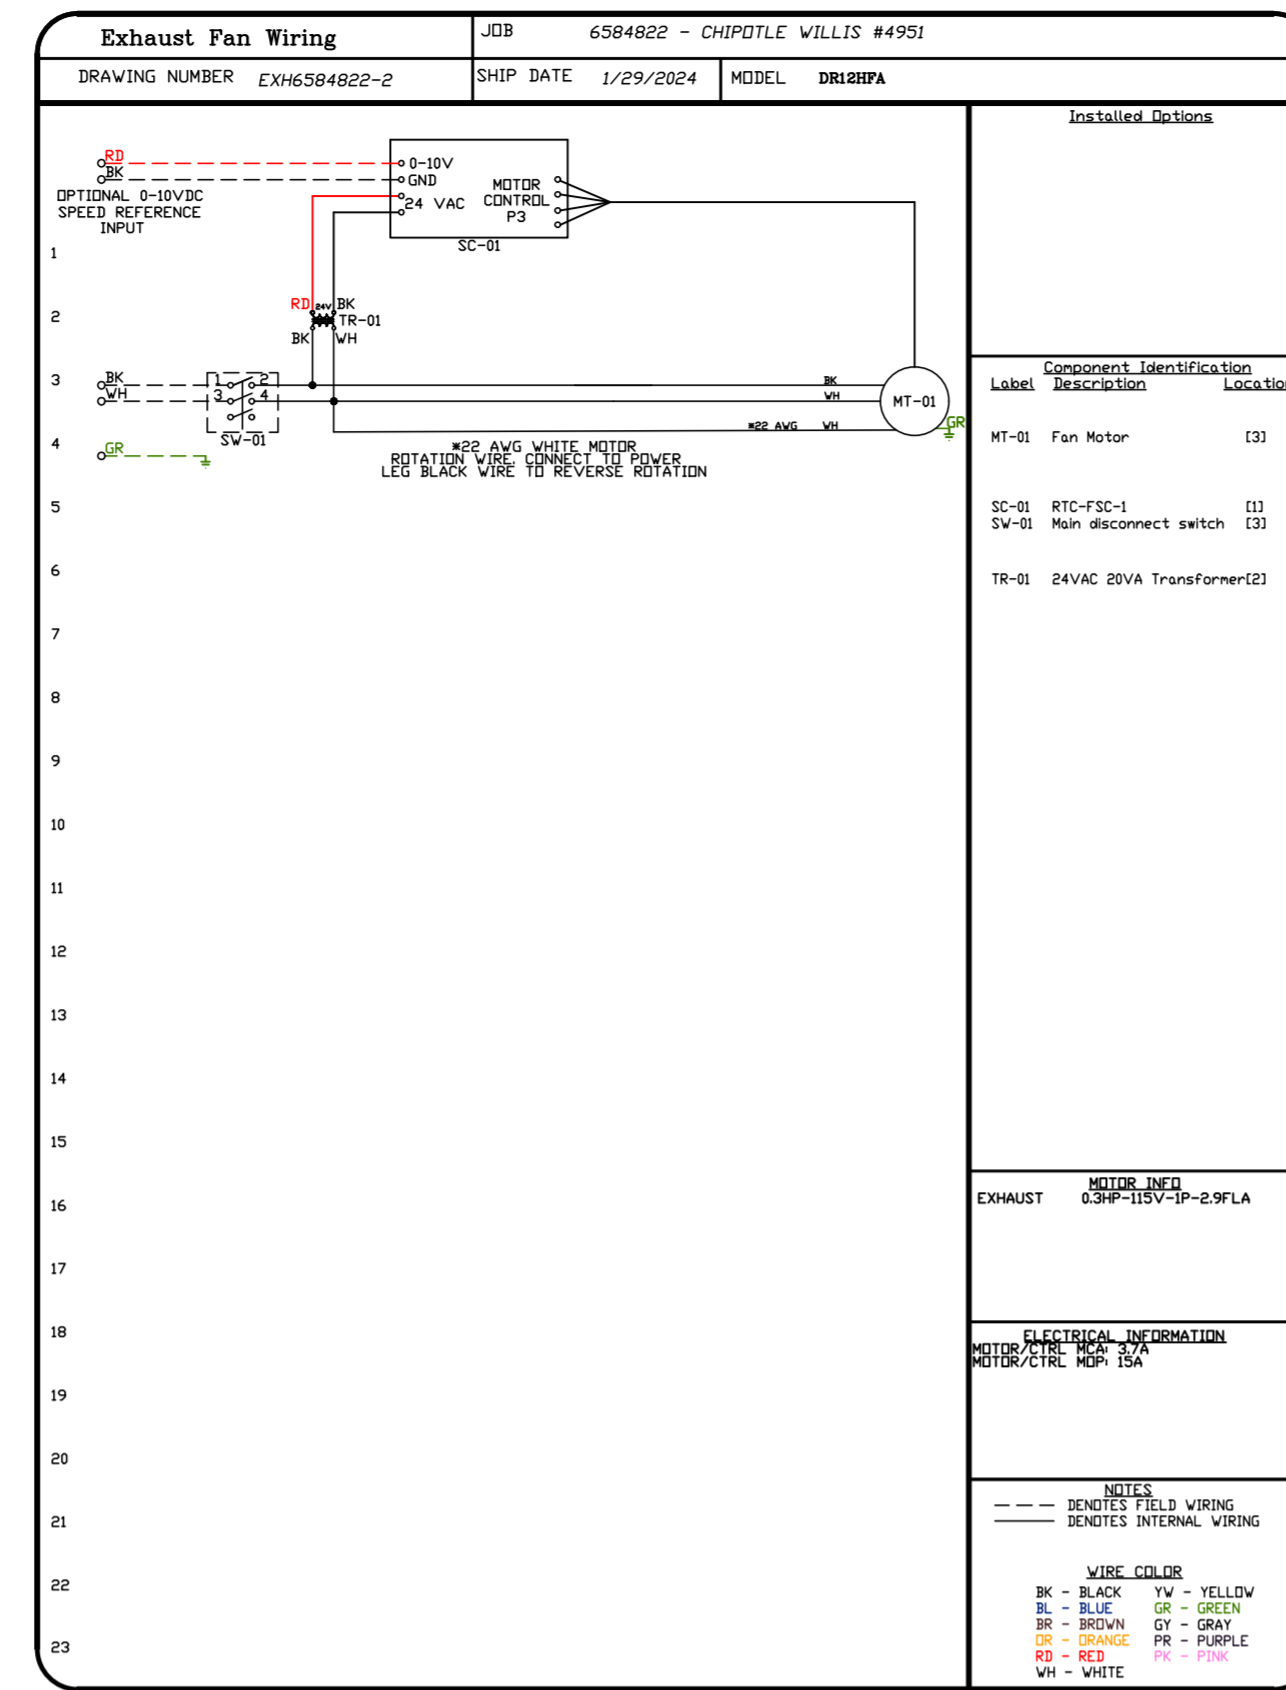 Exhaust Fan Wiring
JOB 6584822 - CHIPOTLE WILLIS #4951
DRAWING NUMBER EXH6584822-2
SHIP DATE 1/29/2024
MODEL DR12HFA
RD
BK
OPTIONAL 0-10VDC
SPEED REFERENCE
INPUT
0-10V
GND
24 VAC
MOTOR
CONTROL
P3
SC-01
RD 24V BK
TR-01
BK WH
BK
WH
1 2
3 4
SW-01
GR
BK
WH
*22 AWG WH
MT-01
GR
*22 AWG WHITE MOTOR
ROTATION WIRE. CONNECT TO POWER
LEG BLACK WIRE TO REVERSE ROTATION
1
2
3
4
5
6
7
8
9
10
11
12
13
14
15
16
17
18
19
20
21
22
23
Installed Options
Component Identification
Label Description Location
MT-01 Fan Motor [3]
SC-01 RTC-FSC-1 [1]
SW-01 Main disconnect switch [3]
TR-01 24VAC 20VA Transformer[2]
MOTOR INFO
EXHAUST 0.3HP-115V-1P-2.9FLA
ELECTRICAL INFORMATION
MOTOR/CTRL MCA: 3.7A
MOTOR/CTRL MOP: 15A
NOTES
— — — DENOTES FIELD WIRING
——— DENOTES INTERNAL WIRING
WIRE COLOR
BK - BLACK YW - YELLOW
BL - BLUE GR - GREEN
BR - BROWN GY - GRAY
OR - ORANGE PR - PURPLE
RD - RED PK - PINK
WH - WHITE